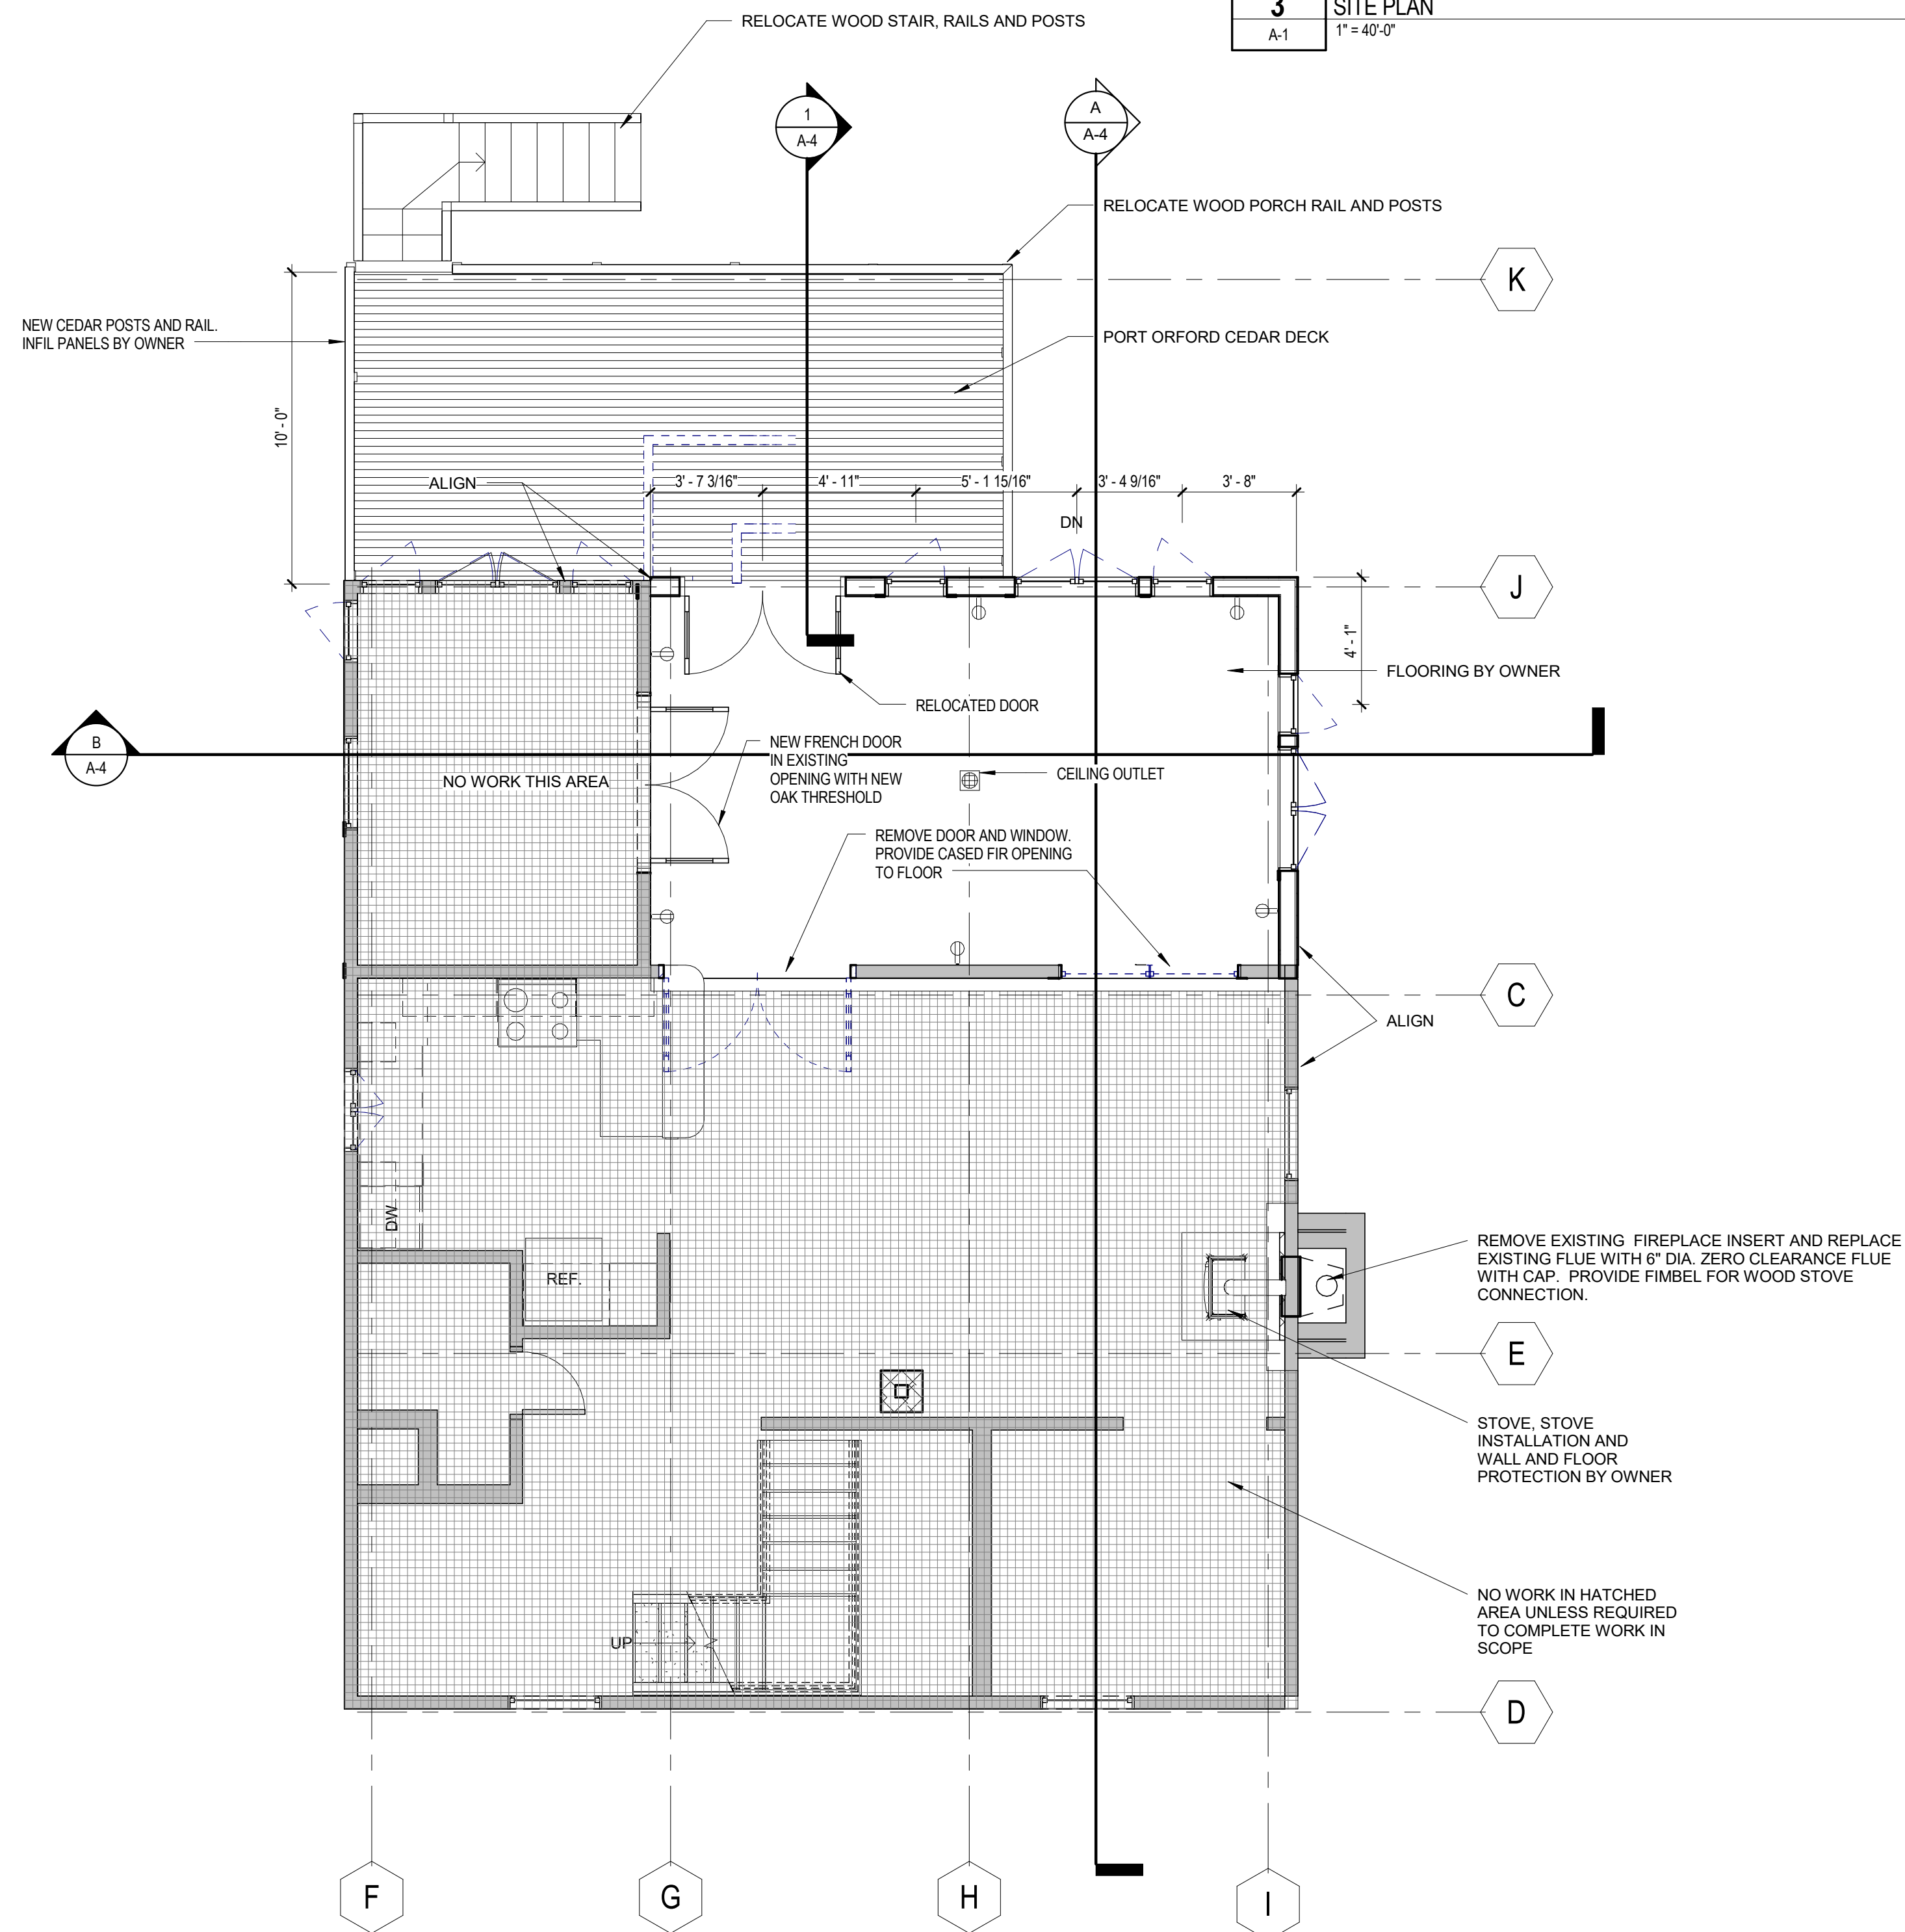 3
SITE PLAN
A-1
1" = 40'-0"
RELOCATE WOOD STAIR, RAILS AND POSTS
1
A-4
A
A-4
RELOCATE WOOD PORCH RAIL AND POSTS
K
NEW CEDAR POSTS AND RAIL.
INFIL PANELS BY OWNER
PORT ORFORD CEDAR DECK
10' - 0"
ALIGN
3' - 7 3/16"
4' - 11"
5' - 1 15/16"
3' - 4 9/16"
3' - 8"
DN
J
4' - 1"
FLOORING BY OWNER
RELOCATED DOOR
B
A-4
NEW FRENCH DOOR
IN EXISTING
OPENING WITH NEW
OAK THRESHOLD
NO WORK THIS AREA
CEILING OUTLET
REMOVE DOOR AND WINDOW.
PROVIDE CASED FIR OPENING
TO FLOOR
C
ALIGN
DW
REF.
REMOVE EXISTING  FIREPLACE INSERT AND REPLACE
EXISTING FLUE WITH 6" DIA. ZERO CLEARANCE FLUE
WITH CAP.  PROVIDE FIMBEL FOR WOOD STOVE
CONNECTION.
E
STOVE, STOVE
INSTALLATION AND
WALL AND FLOOR
PROTECTION BY OWNER
NO WORK IN HATCHED
AREA UNLESS REQUIRED
TO COMPLETE WORK IN
SCOPE
UP
D
F
G
H
I